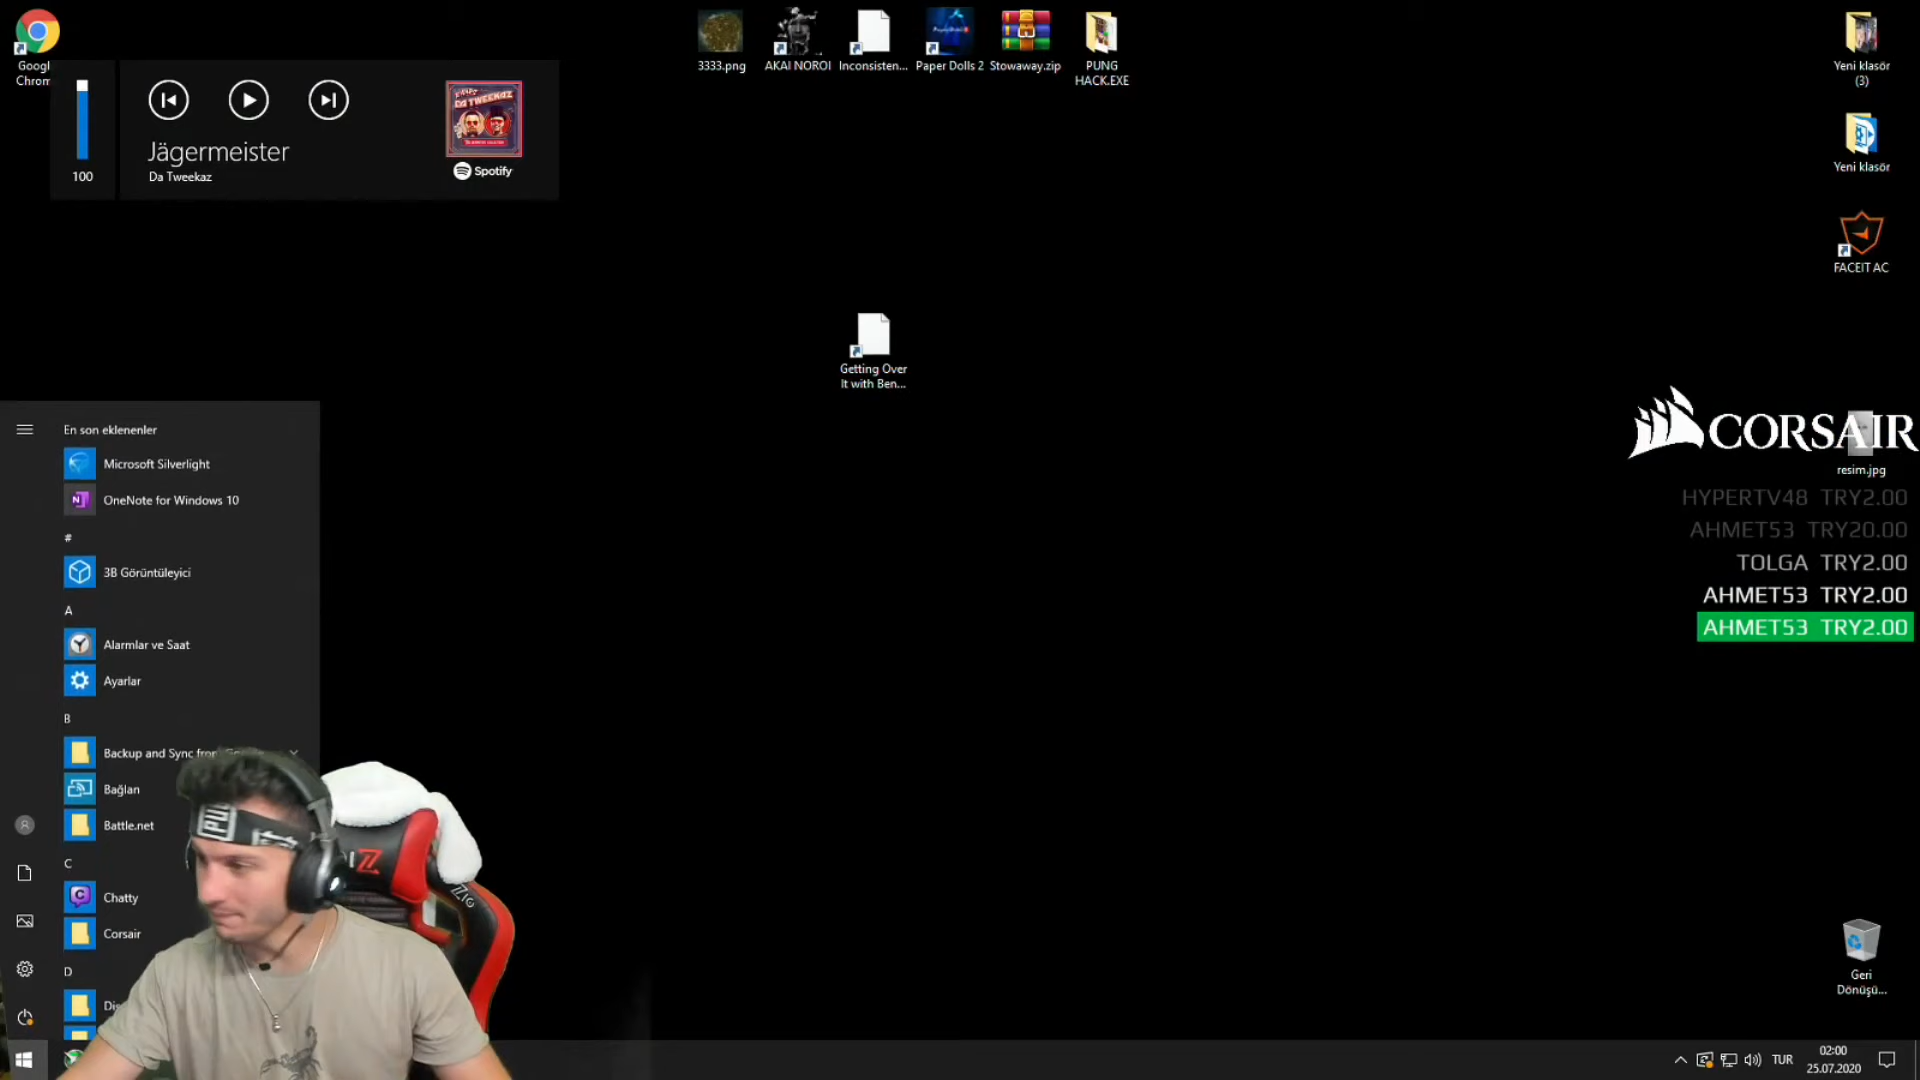 Googl
Chrom
100
Jägermeister
Da Tweekaz
DA TWEEKAZ
Spotify
3333.png
AKAI NOROI
Inconsisten...
Paper Dolls 2
Stowaway.zip
PUNG
HACK.EXE
Yeni klasör
(3)
Yeni klasör
FACEIT AC
Getting Over
It with Ben...
CORSAIR
resim.jpg
HYPERTV48 TRY2.00
AHMET53 TRY20.00
TOLGA TRY2.00
AHMET53 TRY2.00
AHMET53 TRY2.00
En son eklenenler
Microsoft Silverlight
OneNote for Windows 10
#
3B Görüntüleyici
A
Alarmlar ve Saat
Ayarlar
B
Backup and Sync from
Bağlan
Battle.net
C
Chatty
Corsair
D
PU
Geri
Dönüşü...
TUR
02:00
25.07.2020